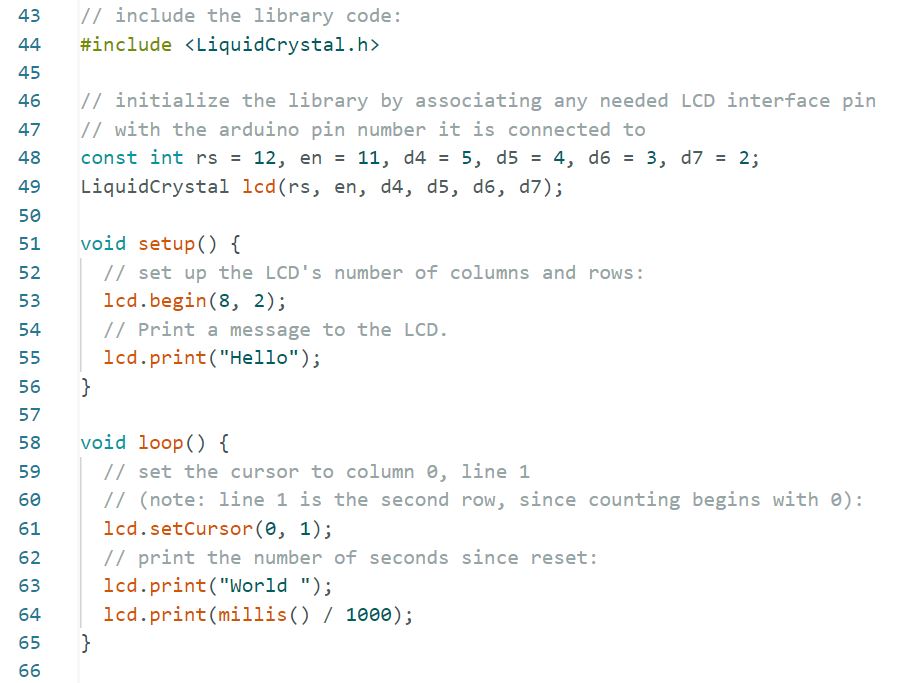 43 // include the library code:
44 #include <LiquidCrystal.h>
45
46 // initialize the library by associating any needed LCD interface pin
47 // with the arduino pin number it is connected to
48 const int rs = 12, en = 11, d4 = 5, d5 = 4, d6 = 3, d7 = 2;
49 LiquidCrystal lcd(rs, en, d4, d5, d6, d7);
50
51 void setup() {
52   // set up the LCD's number of columns and rows:
53   lcd.begin(8, 2);
54   // Print a message to the LCD.
55   lcd.print("Hello");
56 }
57
58 void loop() {
59   // set the cursor to column 0, line 1
60   // (note: line 1 is the second row, since counting begins with 0):
61   lcd.setCursor(0, 1);
62   // print the number of seconds since reset:
63   lcd.print("World ");
64   lcd.print(millis() / 1000);
65 }
66